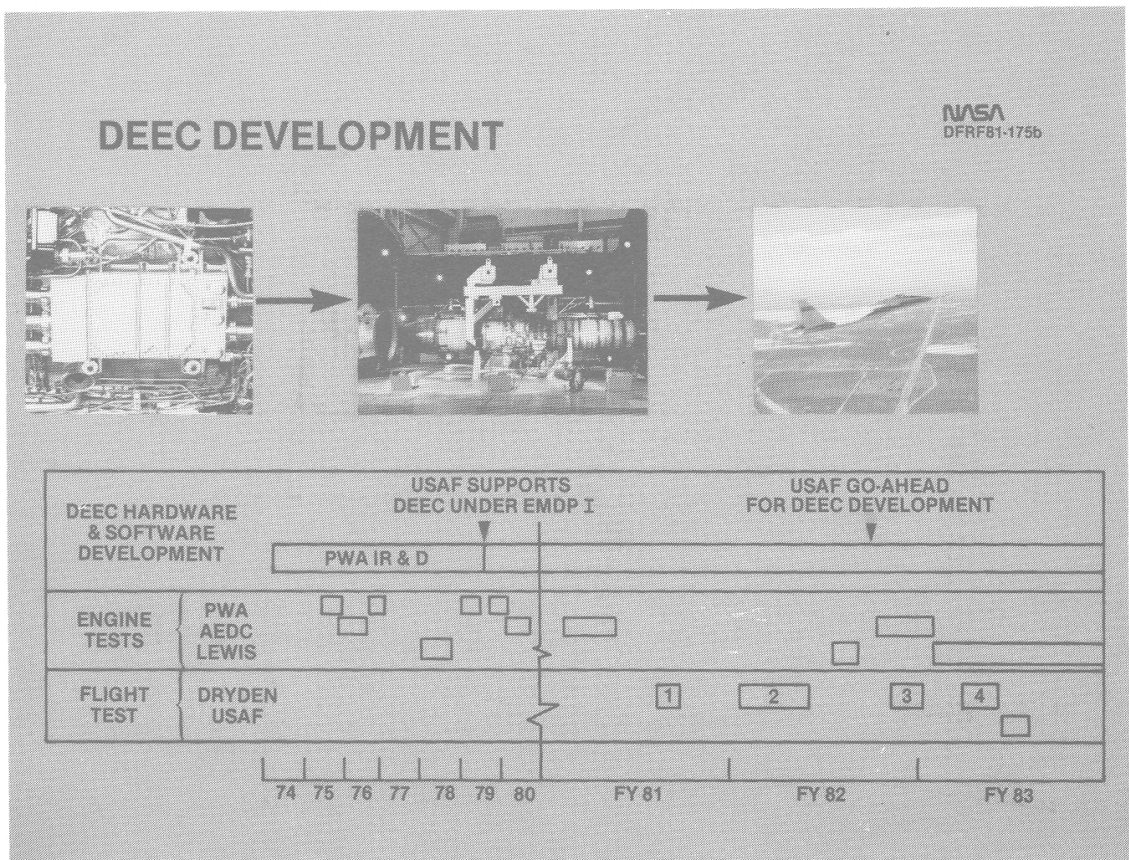 DEEC DEVELOPMENT
NASA
DFRF81-175b
DEEC HARDWARE
& SOFTWARE
DEVELOPMENT
USAF SUPPORTS
DEEC UNDER EMDP I
USAF GO-AHEAD
FOR DEEC DEVELOPMENT
PWA IR & D
ENGINE
TESTS
PWA
AEDC
LEWIS
FLIGHT
TEST
DRYDEN
USAF
1
2
3
4
74
75
76
77
78
79
80
FY 81
FY 82
FY 83